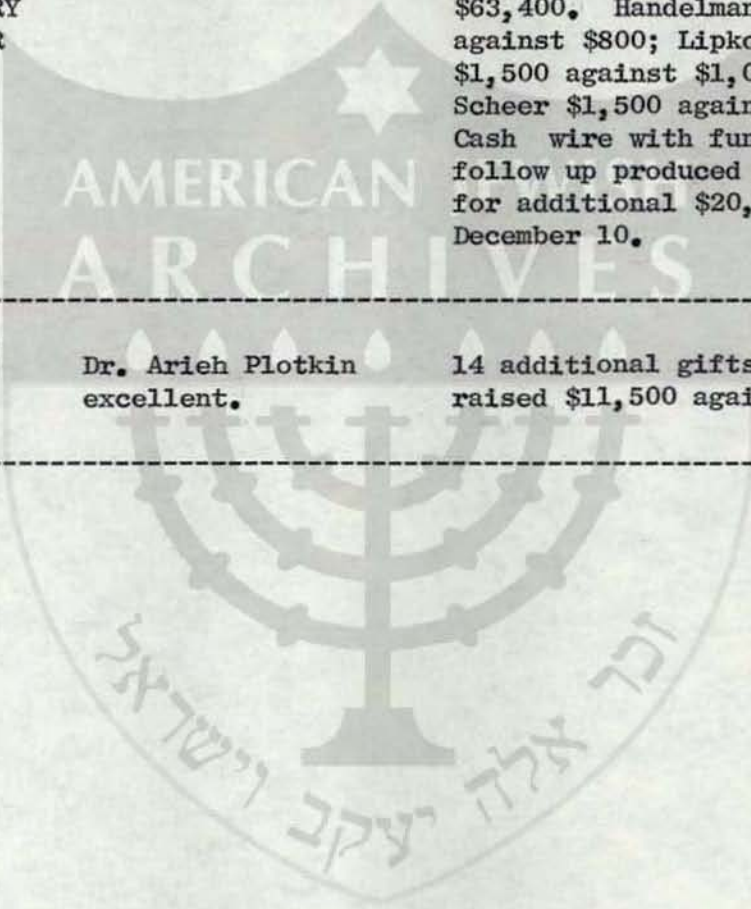 RY
R
$63,400. Handelman
against $800; Lipko
$1,500 against $1,0
Scheer $1,500 again
Cash wire with fun
follow up produced
for additional $20,
December 10.
AMERICAN JEWISH
ARCHIVES
Dr. Arieh Plotkin
excellent.
14 additional gifts
raised $11,500 agai
זכר אלה יעקב וישראל